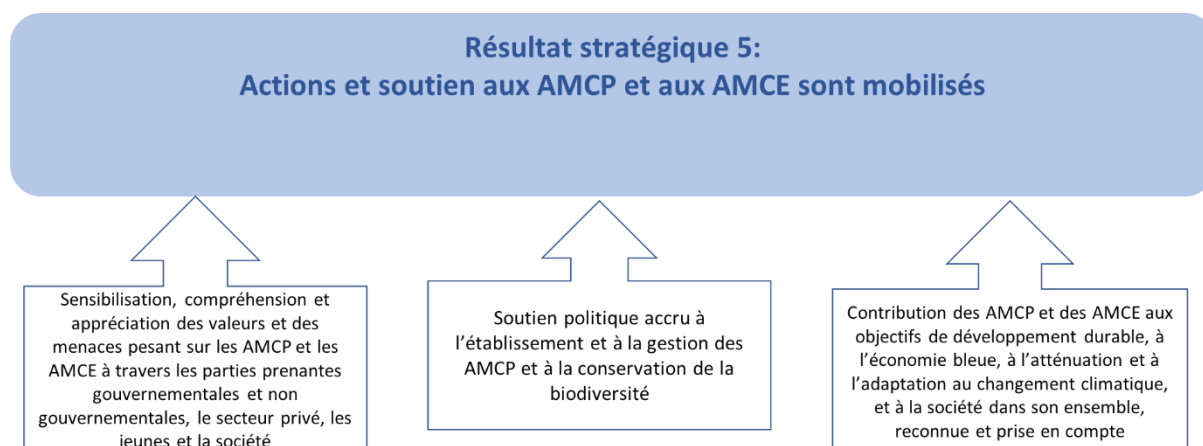 Résultat stratégique 5:
Actions et soutien aux AMCP et aux AMCE sont mobilisés
Sensibilisation, compréhension et
appréciation des valeurs et des
menaces pesant sur les AMCP et les
AMCE à travers les parties prenantes
gouvernementales et non
gouvernementales, le secteur privé, les
jeunes et la société
Soutien politique accru à
l’établissement et à la gestion des
AMCP et à la conservation de la
biodiversité
Contribution des AMCP et des AMCE aux
objectifs de développement durable, à
l’économie bleue, à l’atténuation et à
l’adaptation au changement climatique,
et à la société dans son ensemble,
reconnue et prise en compte